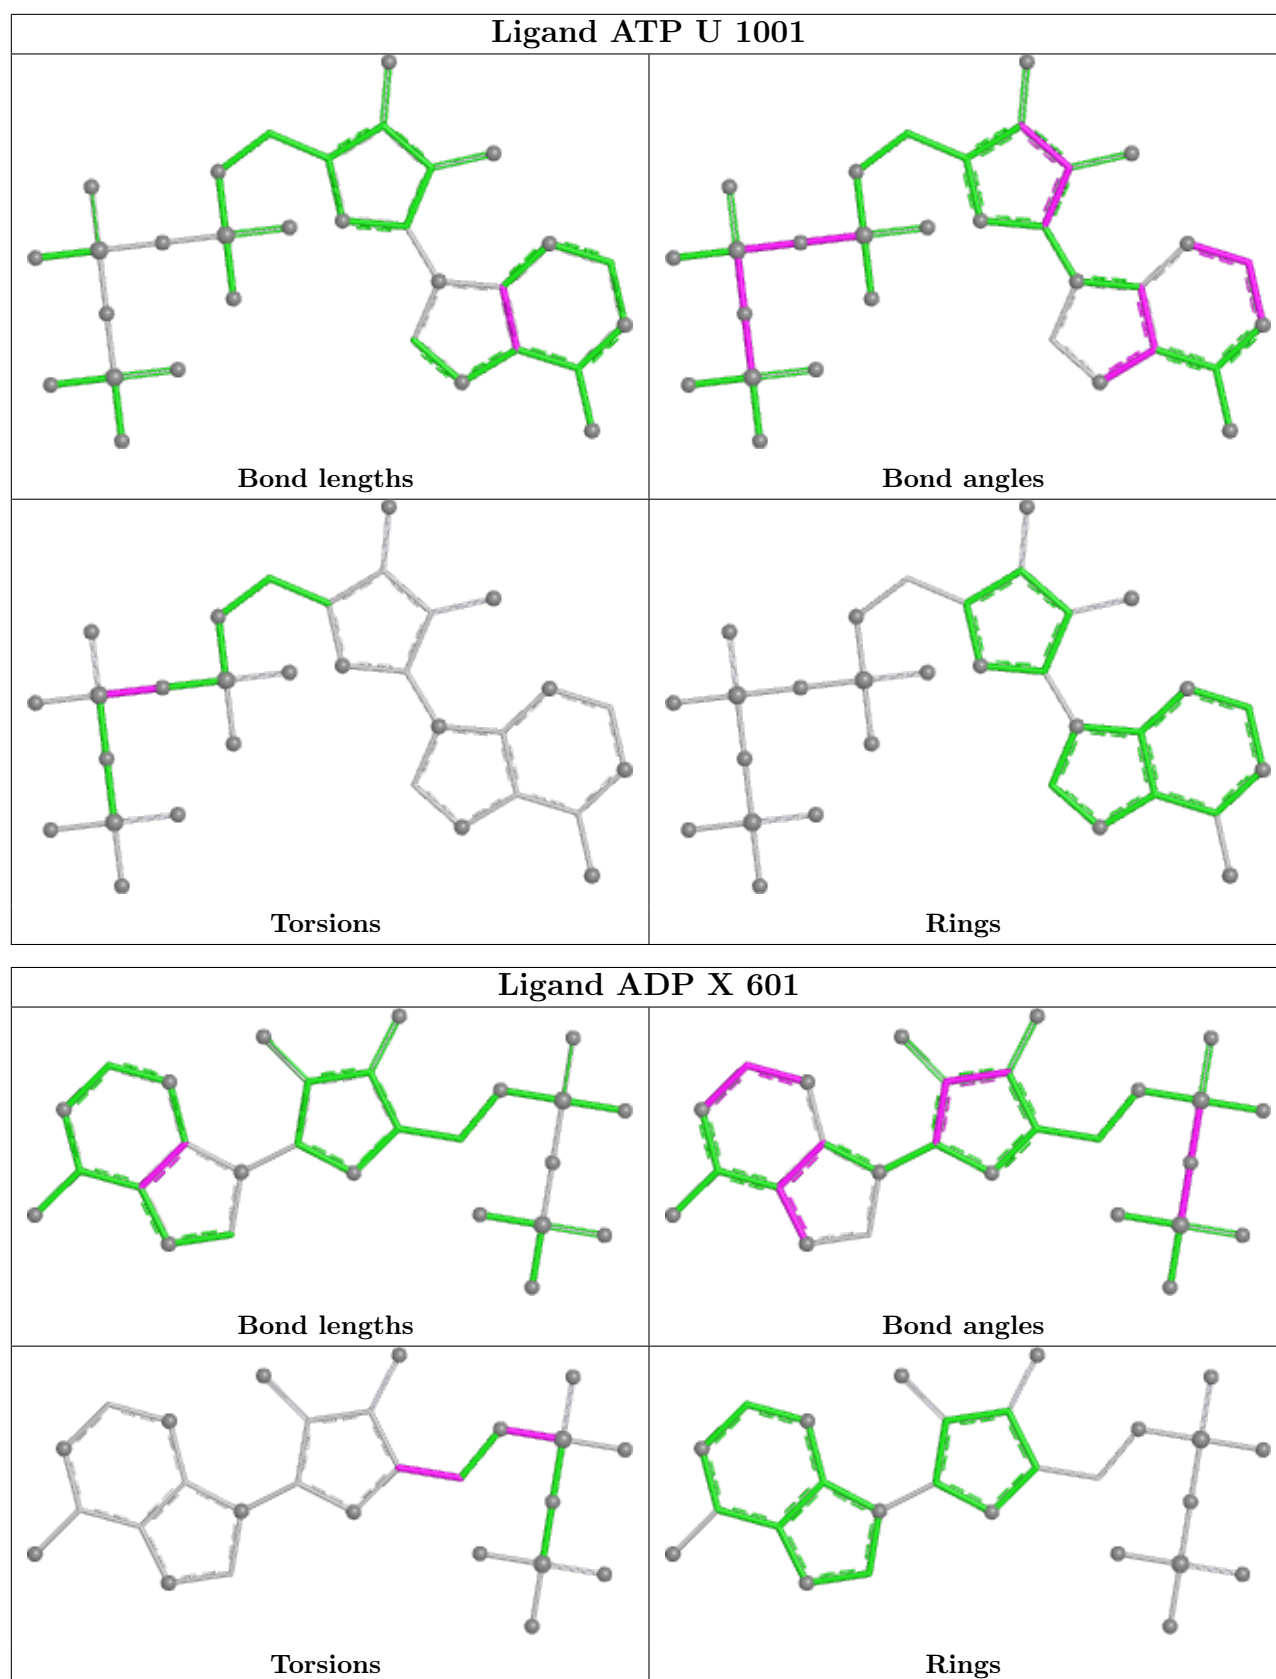 Ligand ATP U 1001
Bond lengths
Bond angles
Torsions
Rings
Ligand ADP X 601
Bond lengths
Bond angles
Torsions
Rings